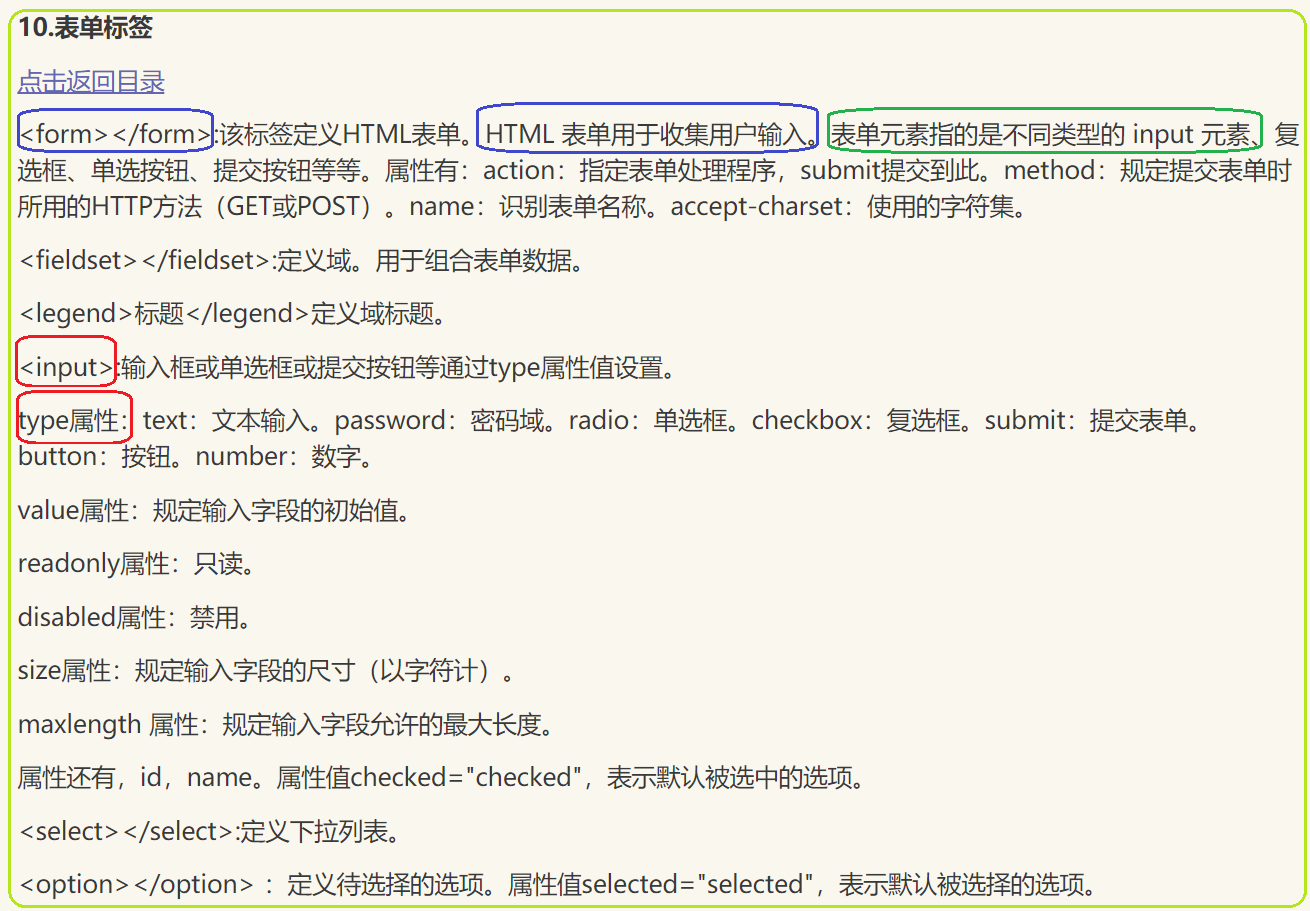 10.表单标签
点击返回目录
<form></form>:该标签定义HTML表单。HTML 表单用于收集用户输入。表单元素指的是不同类型的 input 元素、复
选框、单选按钮、提交按钮等等。属性有：action：指定表单处理程序，submit提交到此。method：规定提交表单时
所用的HTTP方法（GET或POST）。name：识别表单名称。accept-charset：使用的字符集。
<fieldset></fieldset>:定义域。用于组合表单数据。
<legend>标题</legend>定义域标题。
<input>:输入框或单选框或提交按钮等通过type属性值设置。
type属性：text：文本输入。password：密码域。radio：单选框。checkbox：复选框。submit：提交表单。
button：按钮。number：数字。
value属性：规定输入字段的初始值。
readonly属性：只读。
disabled属性：禁用。
size属性：规定输入字段的尺寸（以字符计）。
maxlength 属性：规定输入字段允许的最大长度。
属性还有，id，name。属性值checked="checked"，表示默认被选中的选项。
<select></select>:定义下拉列表。
<option></option> ：定义待选择的选项。属性值selected="selected"，表示默认被选择的选项。